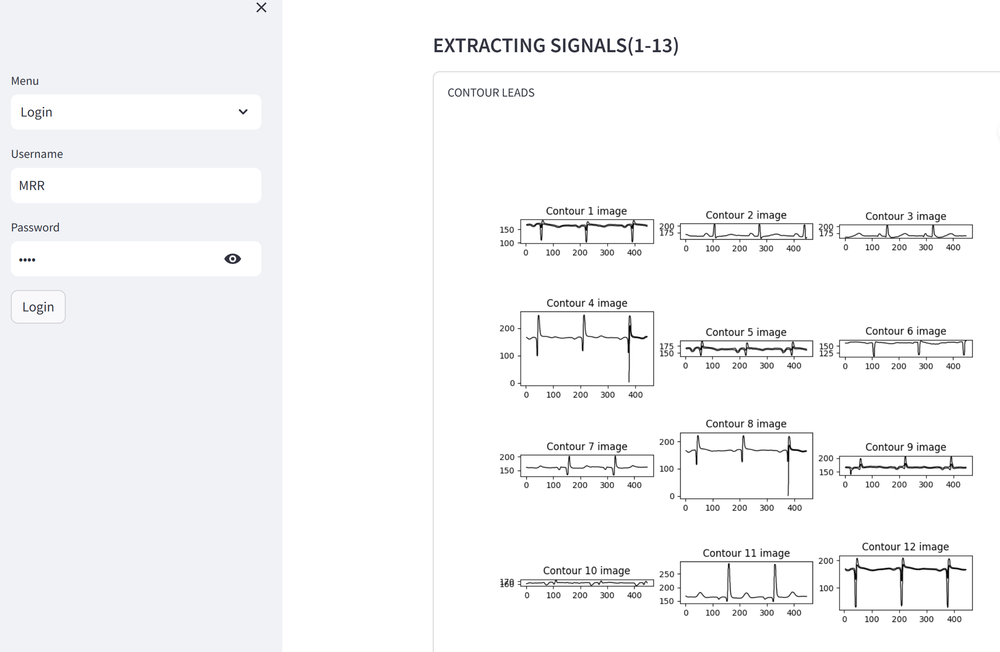 Menu
Login
Username
MRR
Password
••••
Login
EXTRACTING SIGNALS(1-13)
CONTOUR LEADS
Contour 1 image
150
100
0 100 200 300 400
Contour 2 image
200
175
0 100 200 300 400
Contour 3 image
200
175
0 100 200 300 400
Contour 4 image
200
100
0
0 100 200 300 400
Contour 5 image
175
150
0 100 200 300 400
Contour 6 image
150
125
0 100 200 300 400
Contour 7 image
200
150
0 100 200 300 400
Contour 8 image
200
100
0
0 100 200 300 400
Contour 9 image
200
150
0 100 200 300 400
Contour 10 image
170
160
0 100 200 300 400
Contour 11 image
250
200
150
0 100 200 300 400
Contour 12 image
200
100
0 100 200 300 400